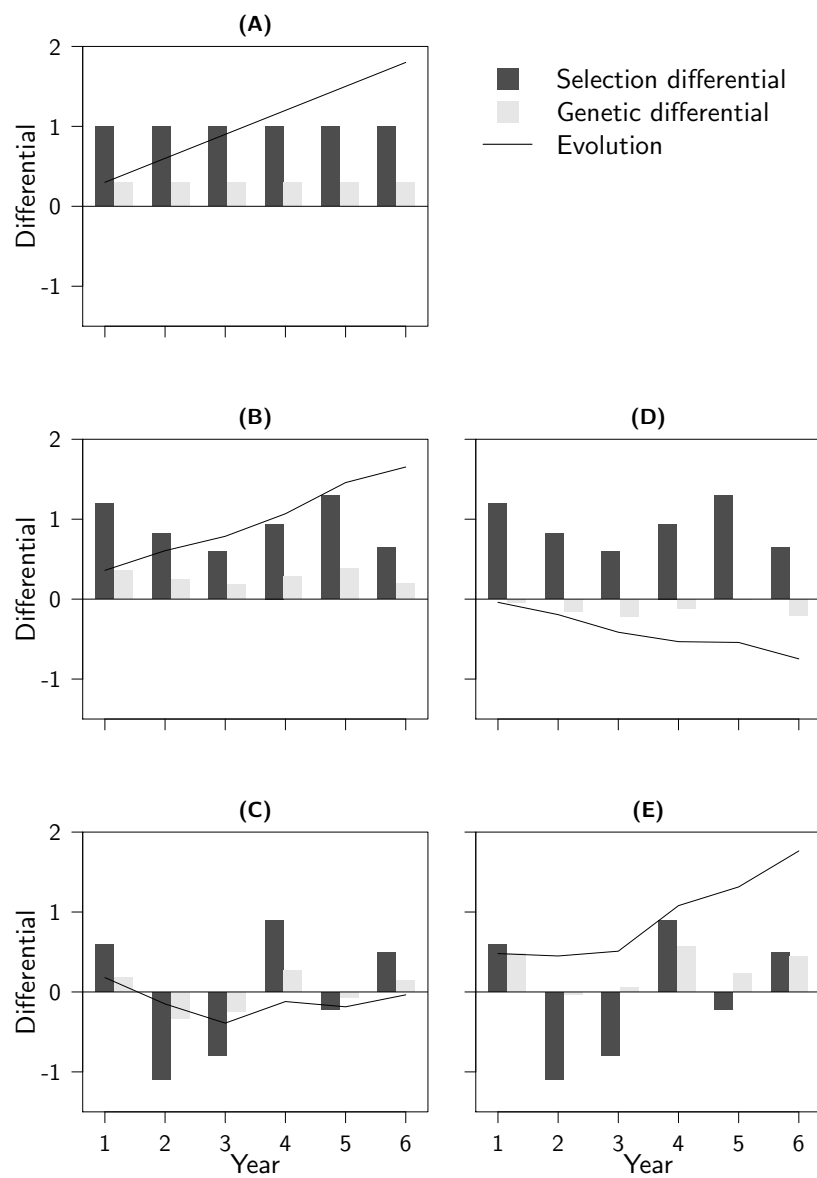 (A)
2
1
0
-1
Differential
Selection differential
Genetic differential
Evolution
(B)
2
1
0
-1
Differential
(D)
(C)
2
1
0
-1
Differential
1 2 3 4 5 6
Year
(E)
1 2 3 4 5 6
Year